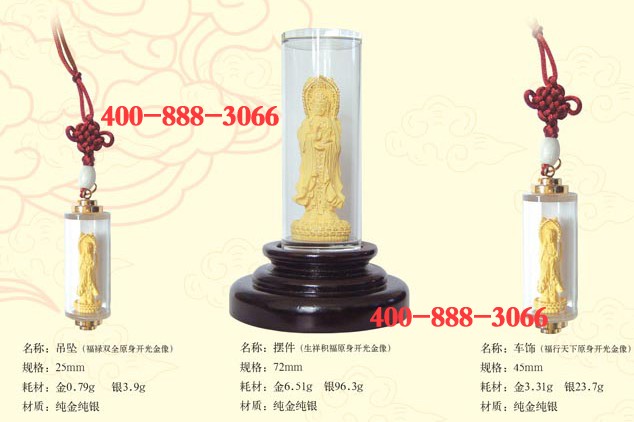 400-888-3066
400-888-3066
名称：吊坠（福禄双全原身开光金像）
规格：25mm
耗材：金0.79g 银3.9g
材质：纯金纯银
名称：摆件（生祥积福原身开光金像）
规格：72mm
耗材：金6.51g 银96.3g
材质：纯金纯银
名称：车饰（福行天下原身开光金像）
规格：45mm
耗材：金3.31g 银23.7g
材质：纯金纯银